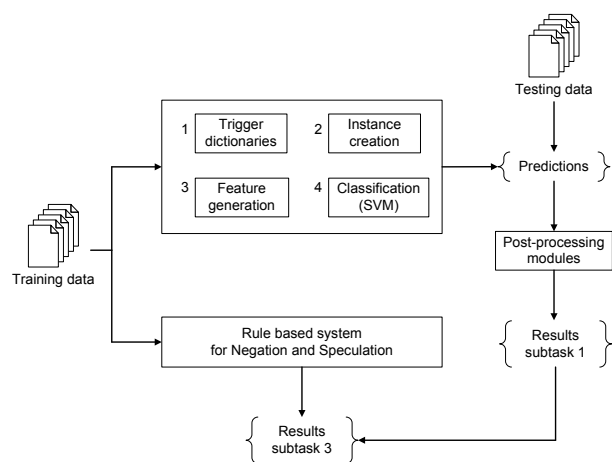 Testing data
1 Trigger dictionaries
2 Instance creation
3 Feature generation
4 Classification (SVM)
Predictions
Training data
Post-processing modules
Rule based system
for Negation and Speculation
Results subtask 1
Results subtask 3